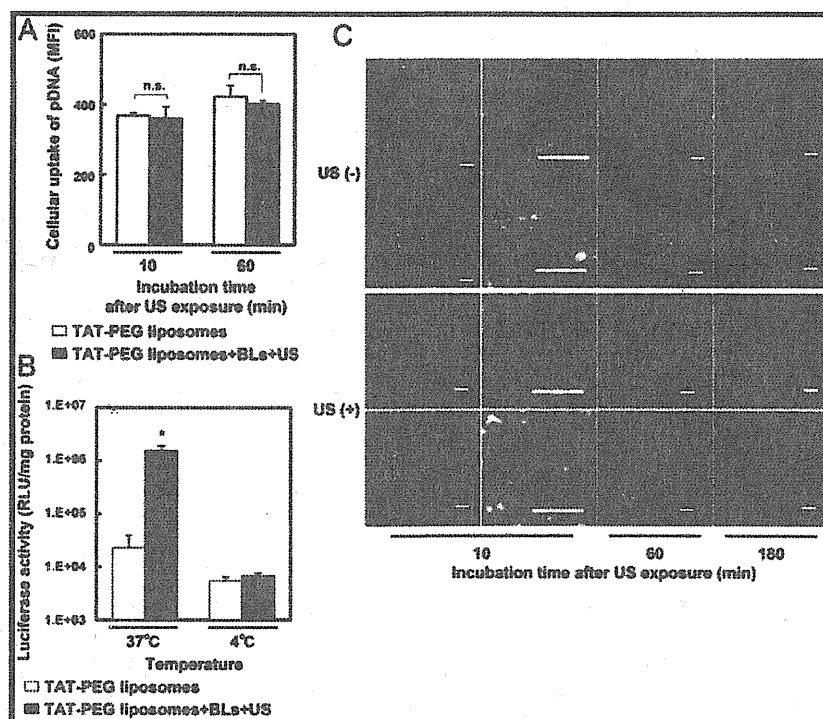 A
600
400
200
0
Cellular uptake of pDNA (MFI)
n.s.
n.s.
10
60
Incubation time
after US exposure (min)
TAT-PEG liposomes
TAT-PEG liposomes+BLs+US
B
1.E+07
1.E+06
1.E+05
1.E+04
1.E+03
Luciferase activity (RLU/mg protein)
*
37°C
4°C
Temperature
TAT-PEG liposomes
TAT-PEG liposomes+BLs+US
C
US (-)
US (+)
10
60
180
Incubation time after US exposure (min)